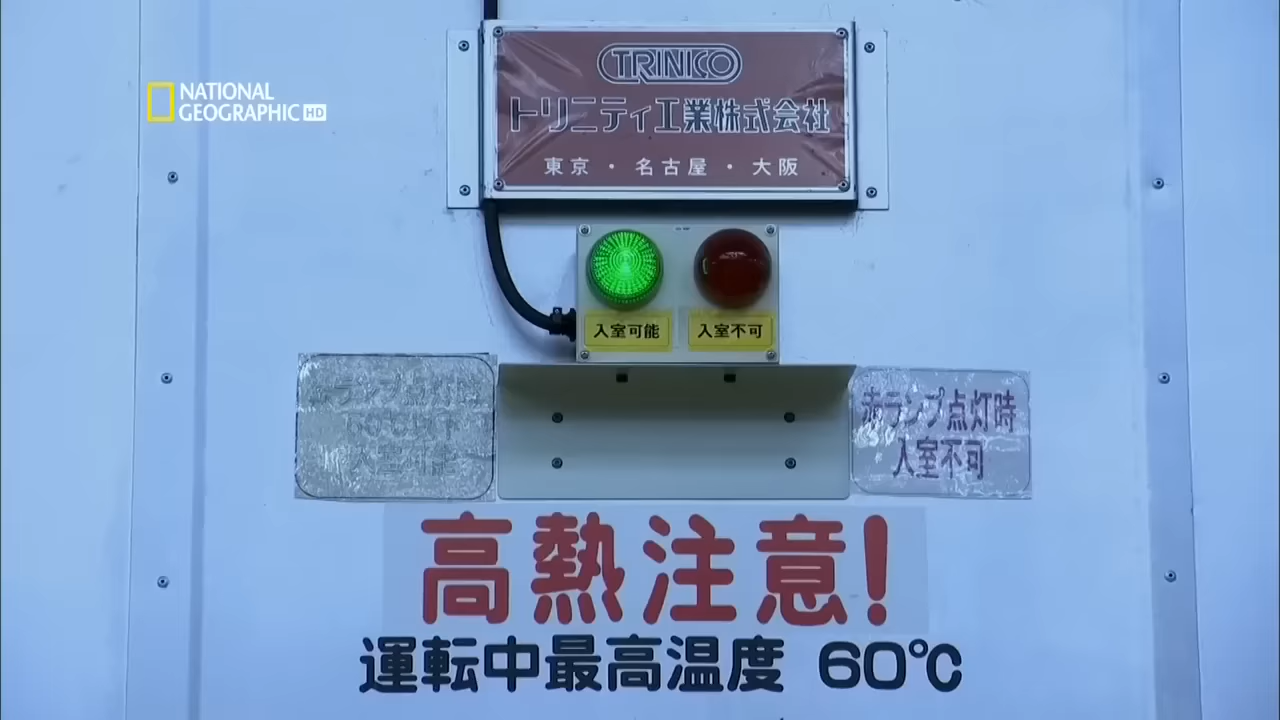 TRINICO
NATIONAL
GEOGRAPHIC HD
トリニティ工業株式会社
東京・名古屋・大阪
入室可能
入室不可
赤ランプ点灯時
入室不可
高熱注意!
運転中最高温度 60℃